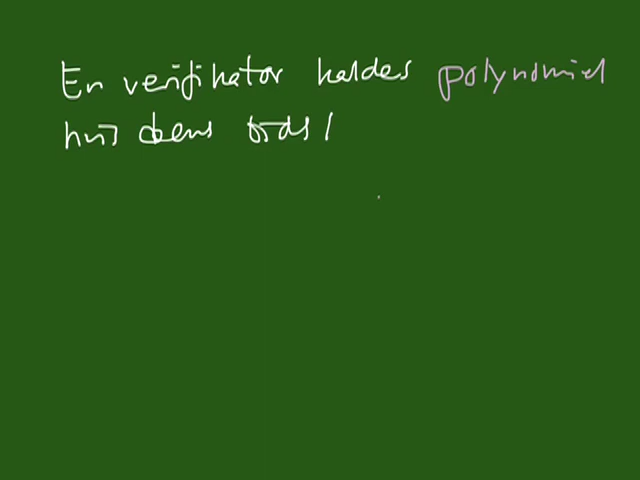 En verifikator kaldes polynomiel
hvis dens tids